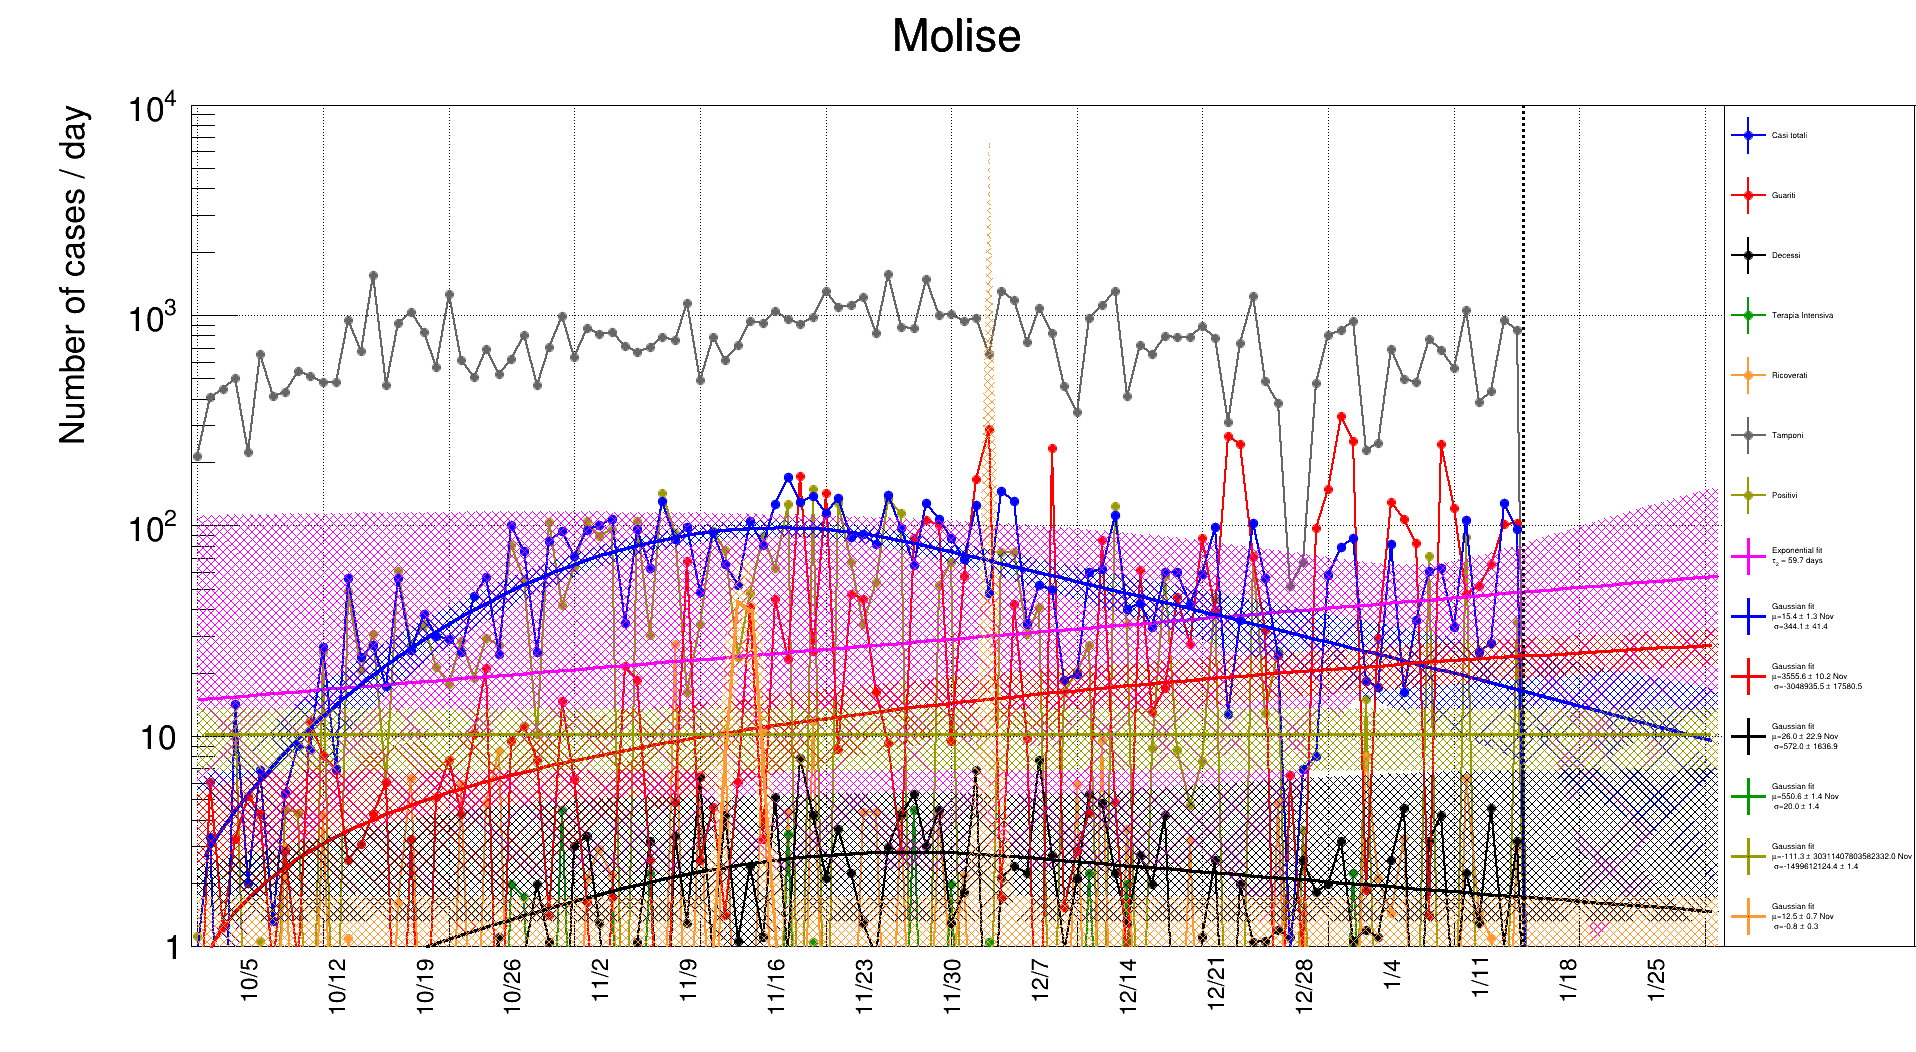 Molise
Number of cases / day
10^4
10^3
10^2
10
1
10/5
10/12
10/19
10/26
11/2
11/9
11/16
11/23
11/30
12/7
12/14
12/21
12/28
1/4
1/11
1/18
1/25
Casi totali
Guariti
Decessi
Terapia Intensiva
Ricoverati
Tamponi
Positivi
Exponential fit
τ₂ = 59.7 days
Gaussian fit
μ=15.4 ± 1.3 Nov
σ=344.1 ± 41.4
Gaussian fit
μ=3555.6 ± 10.2 Nov
σ=-3048935.5 ± 17580.5
Gaussian fit
μ=26.0 ± 22.9 Nov
σ=572.0 ± 1636.9
Gaussian fit
μ=550.6 ± 1.4 Nov
σ=20.0 ± 1.4
Gaussian fit
μ=-111.3 ± 30311407803582332.0 Nov
σ=-1499612124.4 ± 1.4
Gaussian fit
μ=12.5 ± 0.7 Nov
σ=-0.8 ± 0.3